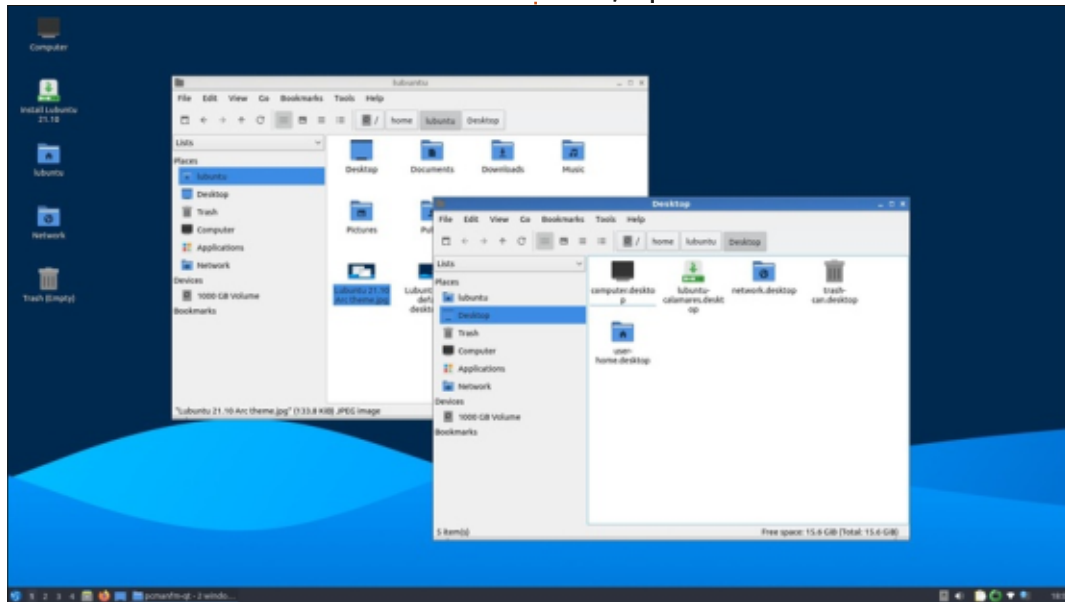 Computer
Install Lubuntu
21.10
lubuntu
Network
Trash (Empty)
lubuntu
File Edit View Go Bookmarks Tools Help
/ home lubuntu Desktop
Lists
Places
lubuntu
Desktop
Trash
Computer
Applications
Network
Devices
1000 GB Volume
Bookmarks
Desktop
Documents
Downloads
Music
Pictures
Lubuntu 21.10
Arc theme.jpg
"Lubuntu 21.10 Arc theme.jpg" (133.8 KiB) JPEG image
Desktop
File Edit View Go Bookmarks Tools Help
/ home lubuntu Desktop
Lists
Places
lubuntu
Desktop
Trash
Computer
Applications
Network
Devices
1000 GB Volume
Bookmarks
computer.deskto
p
lubuntu-
calamares.deskt
op
network.desktop
trash-
can.desktop
user-
home.desktop
5 item(s)
Free space: 15.6 GiB (Total: 15.6 GiB)
1 2 3 4
pcmanfm-qt - 2 windo...